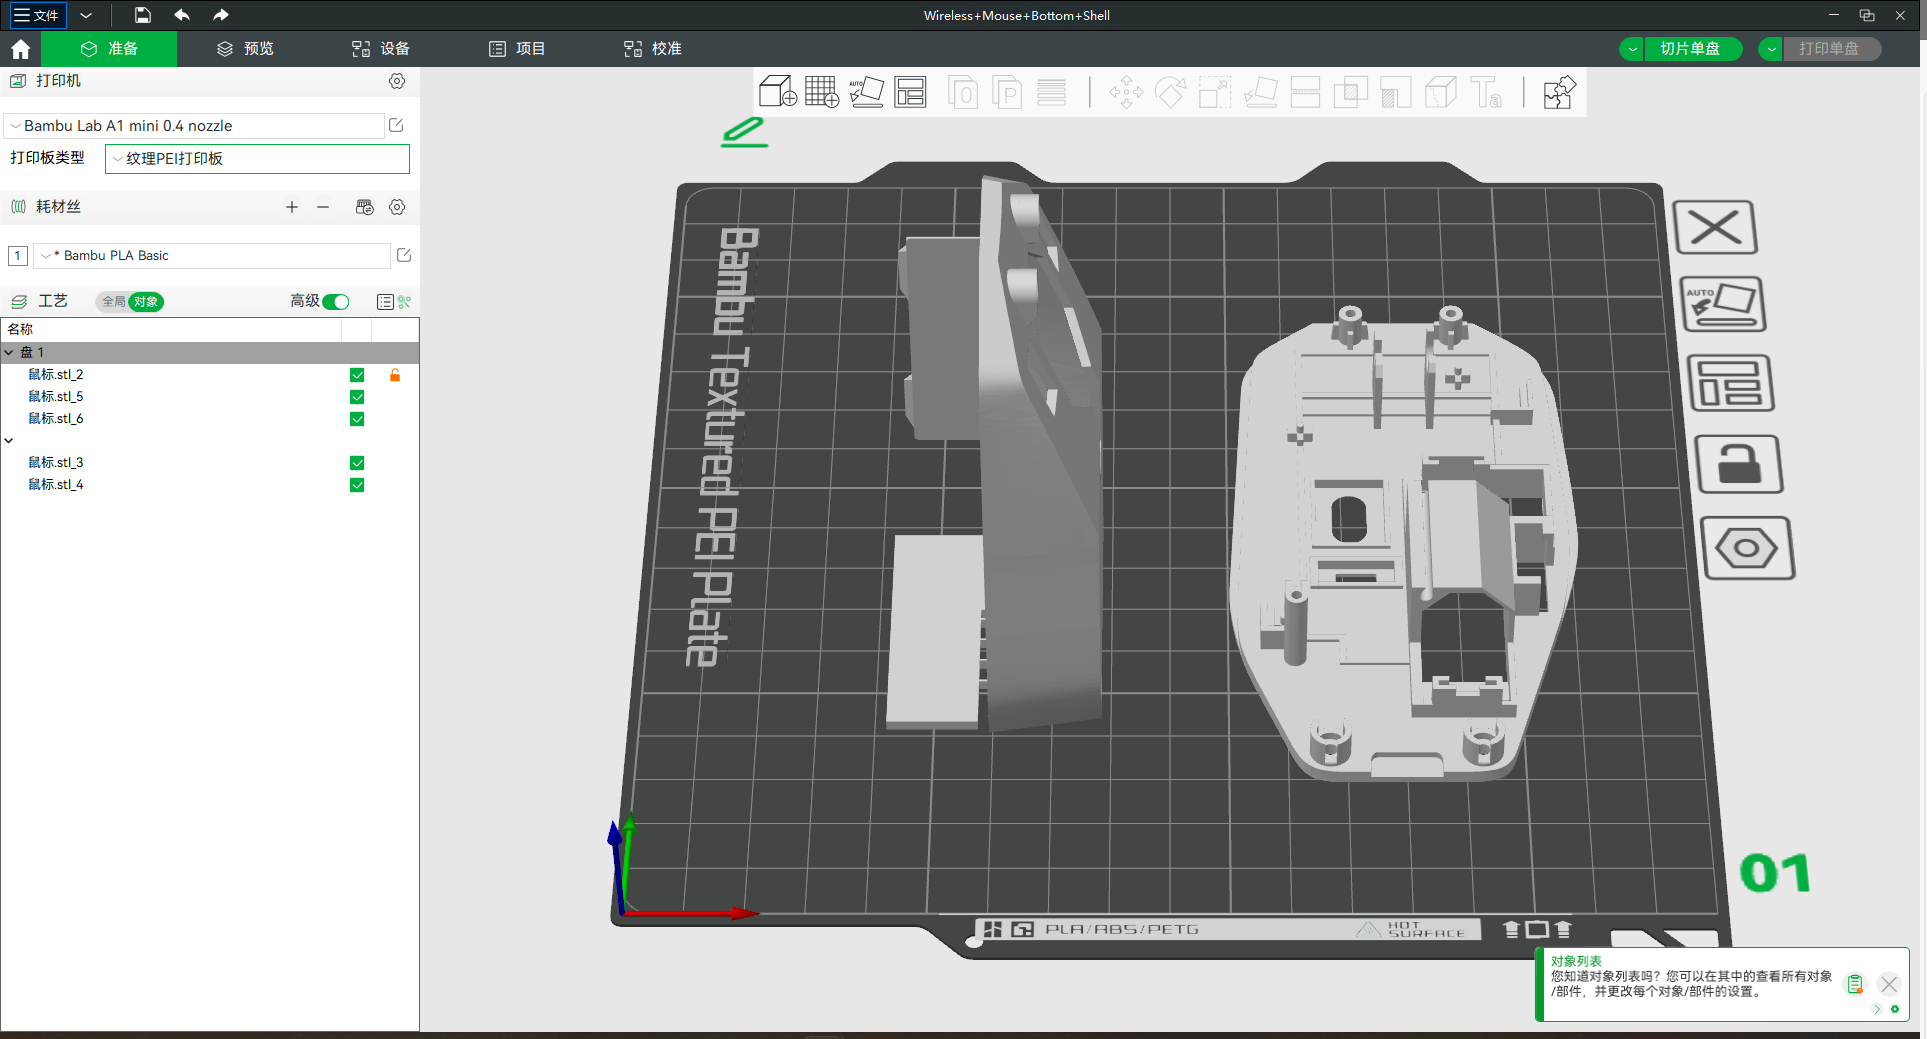 文件
Wireless+Mouse+Bottom+Shell
准备
预览
设备
项目
校准
切片单盘
打印单盘
打印机
Bambu Lab A1 mini 0.4 nozzle
打印板类型
纹理PEI打印板
耗材丝
1
* Bambu PLA Basic
工艺
全局
对象
高级
名称
盘 1
鼠标.stl_2
鼠标.stl_5
鼠标.stl_6
鼠标.stl_3
鼠标.stl_4
AUTO
0
P
Ta
Bambu Textured PEI Plate
AUTO
01
PLA/ABS/PETG
HOT
SURFACE
对象列表
您知道对象列表吗？您可以在其中的查看所有对象
/部件，并更改每个对象/部件的设置。